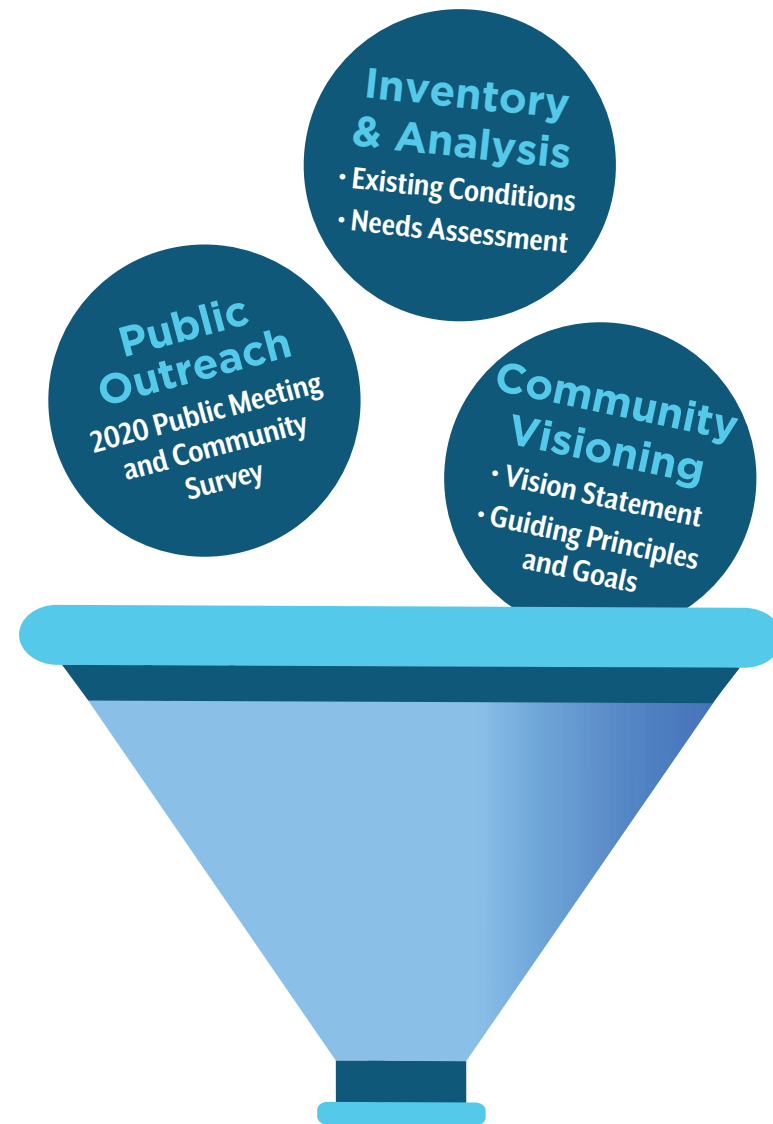 Inventory
& Analysis
• Existing Conditions
• Needs Assessment
Public
Outreach
2020 Public Meeting
and Community
Survey
Community
Visioning
• Vision Statement
• Guiding Principles
and Goals